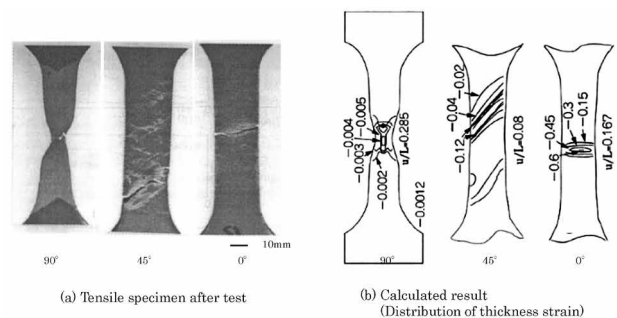 10mm
90°
45°
0°
(a) Tensile specimen after test
-0.004
-0.005
-0.003
-0.002
-0.0012
u/L=0.285
90°
-0.02
-0.04
-0.12
u/L=0.08
45°
-0.6
-0.45
-0.3
-0.15
u/L=0.167
0°
(b) Calculated result
(Distribution of thickness strain)